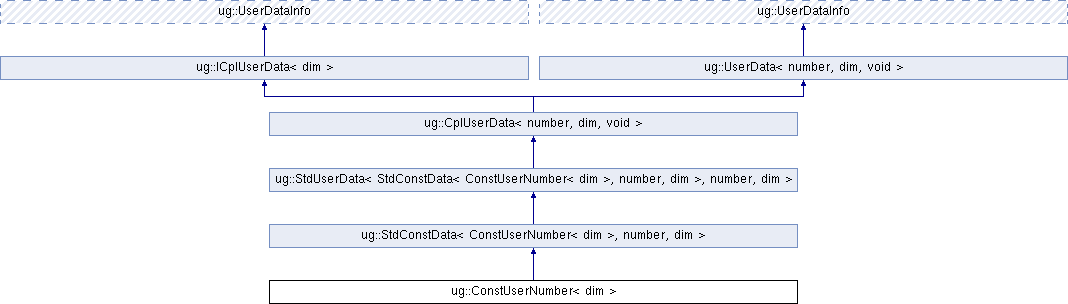 ug::UserDataInfo
ug::UserDataInfo
ug::ICplUserData< dim >
ug::UserData< number, dim, void >
ug::CplUserData< number, dim, void >
ug::StdUserData< StdConstData< ConstUserNumber< dim >, number, dim >, number, dim >
ug::StdConstData< ConstUserNumber< dim >, number, dim >
ug::ConstUserNumber< dim >